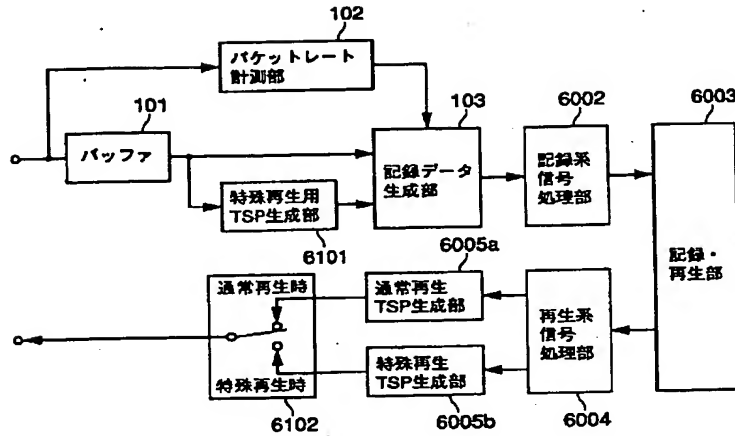 102
パケットレート
計測部
101
バッファ
103
記録データ
生成部
6002
記録系
信号
処理部
6003
記録・
再生部
特殊再生用
TSP生成部
6101
6005a
通常再生
TSP生成部
通常再生時
特殊再生時
6102
特殊再生
TSP生成部
6005b
再生系
信号
処理部
6004